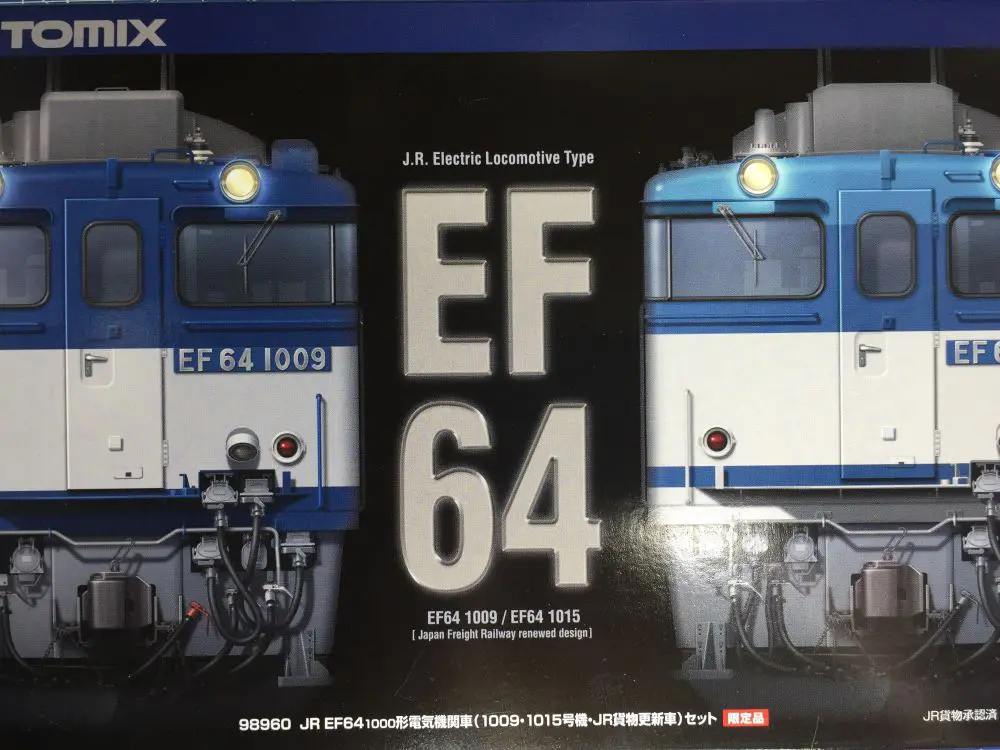 TOMIX
J.R. Electric Locomotive Type
EF
64
EF 64 1009
EF 6
EF64 1009 / EF64 1015
[ Japan Freight Railway renewed design ]
98960 JR EF64 1000形電気機関車(1009・1015号機・JR貨物更新車)セット 限定品
JR貨物承認済